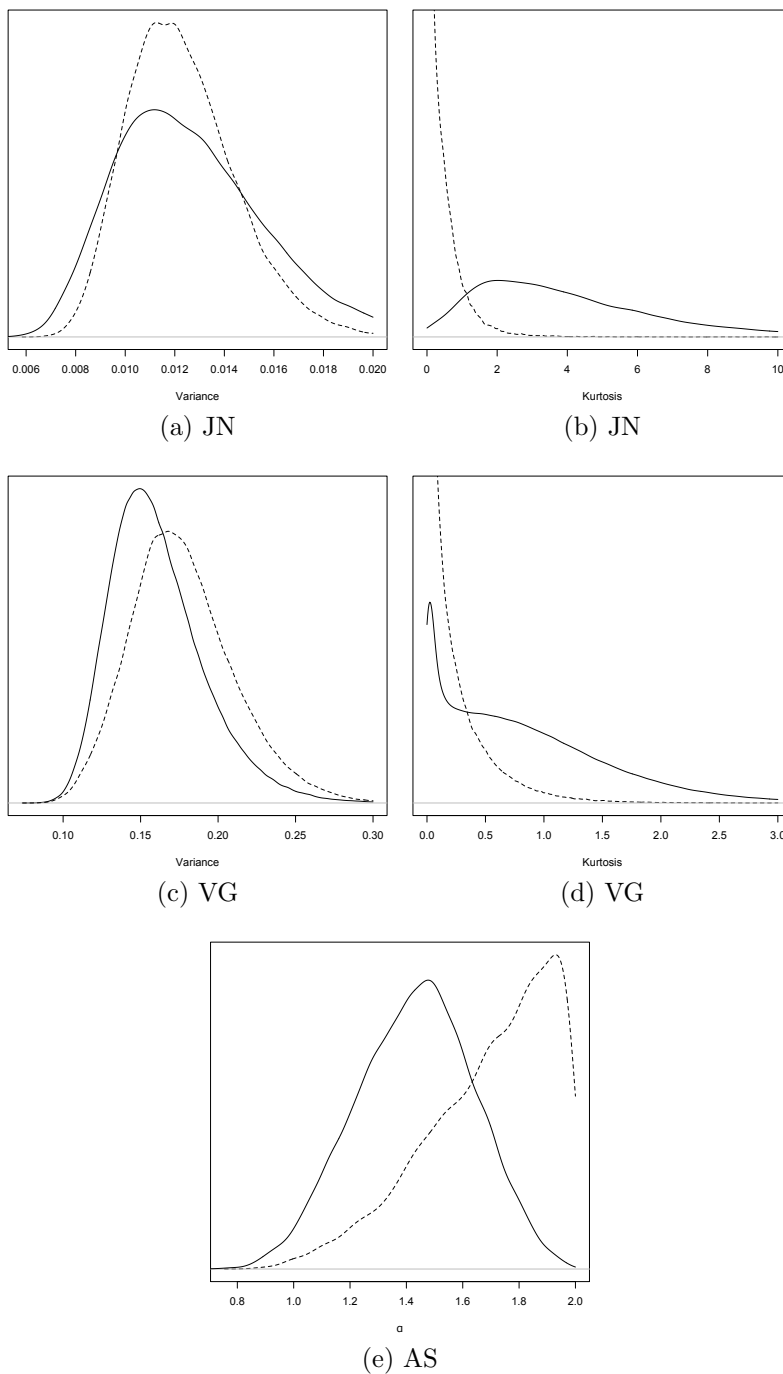 0.006 0.008 0.010 0.012 0.014 0.016 0.018 0.020
Variance
(a) JN
0 2 4 6 8 10
Kurtosis
(b) JN
0.10 0.15 0.20 0.25 0.30
Variance
(c) VG
0.0 0.5 1.0 1.5 2.0 2.5 3.0
Kurtosis
(d) VG
0.8 1.0 1.2 1.4 1.6 1.8 2.0
α
(e) AS